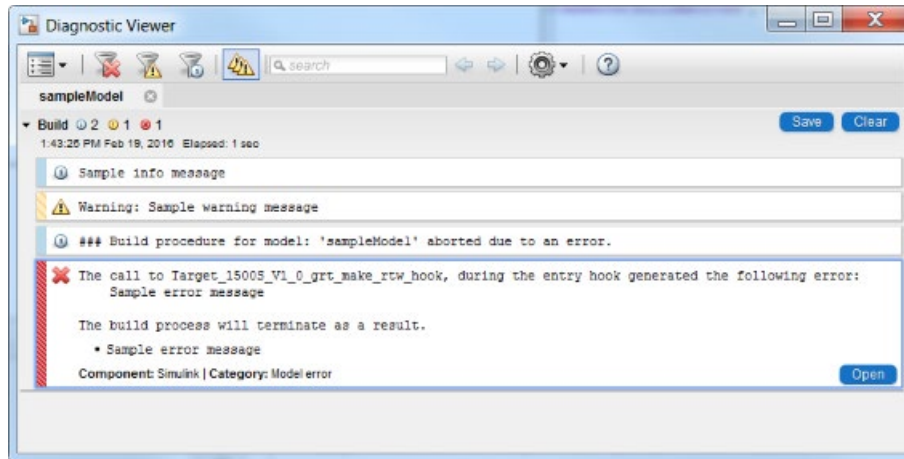 Diagnostic Viewer
search
sampleModel
Build 2 1 1
Save Clear
1:43:26 PM Feb 19, 2016 Elapsed: 1 sec
Sample info message
Warning: Sample warning message
### Build procedure for model: 'sampleModel' aborted due to an error.
The call to Target_1500S_V1_0_grt_make_rtw_hook, during the entry hook generated the following error:
Sample error message
The build process will terminate as a result.
• Sample error message
Component: Simulink | Category: Model error
Open